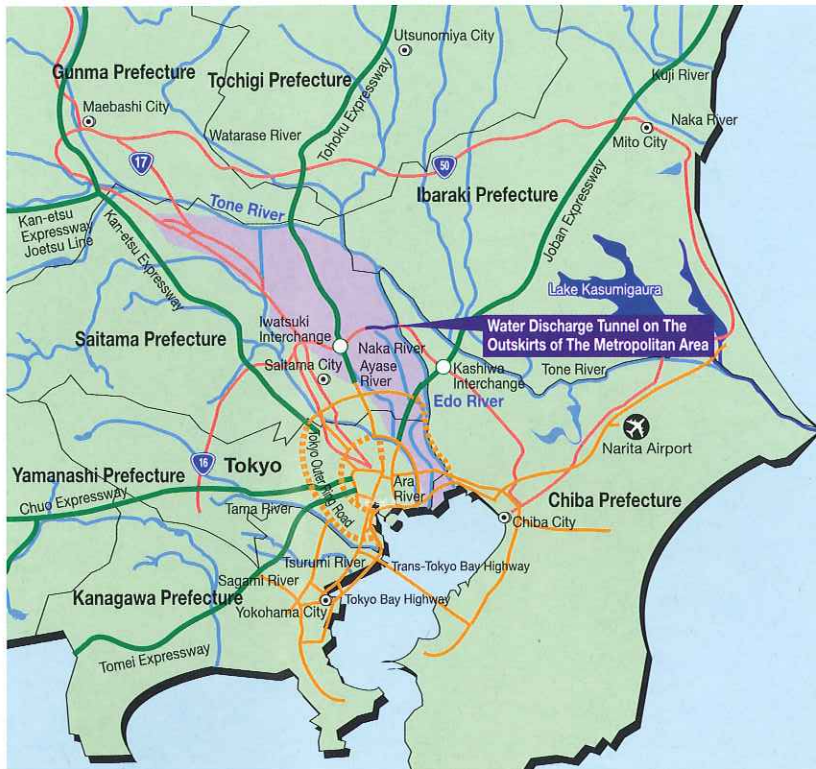 Utsunomiya City
Gunma Prefecture
Tochigi Prefecture
Kuji River
Maebashi City
Tohoku Expressway
Naka River
Watarase River
Mito City
17
50
Ibaraki Prefecture
Tone River
Kan-etsu
Expressway
Joetsu Line
Kan-etsu Expressway
Joban Expressway
Lake Kasumigaura
Iwatsuki
Interchange
Water Discharge Tunnel on The
Outskirts of The Metropolitan Area
Saitama Prefecture
Naka River
Ayase
River
Saitama City
Kashiwa
Interchange
Tone River
Edo River
Narita Airport
16
Tokyo
Tokyo Outer Ring Road
Yamanashi Prefecture
Ara
River
Chiba Prefecture
Chuo Expressway
Tama River
Chiba City
Tsurumi River
Trans-Tokyo Bay Highway
Sagami River
Kanagawa Prefecture
Yokohama City
Tokyo Bay Highway
Tomei Expressway